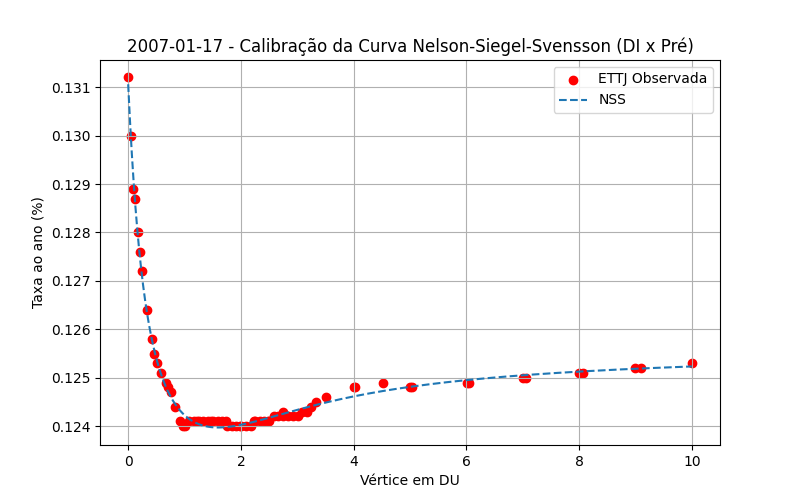 2007-01-17 - Calibração da Curva Nelson-Siegel-Svensson (DI x Pré)
ETTJ Observada
NSS
Taxa ao ano (%)
0.131
0.130
0.129
0.128
0.127
0.126
0.125
0.124
0 2 4 6 8 10
Vértice em DU